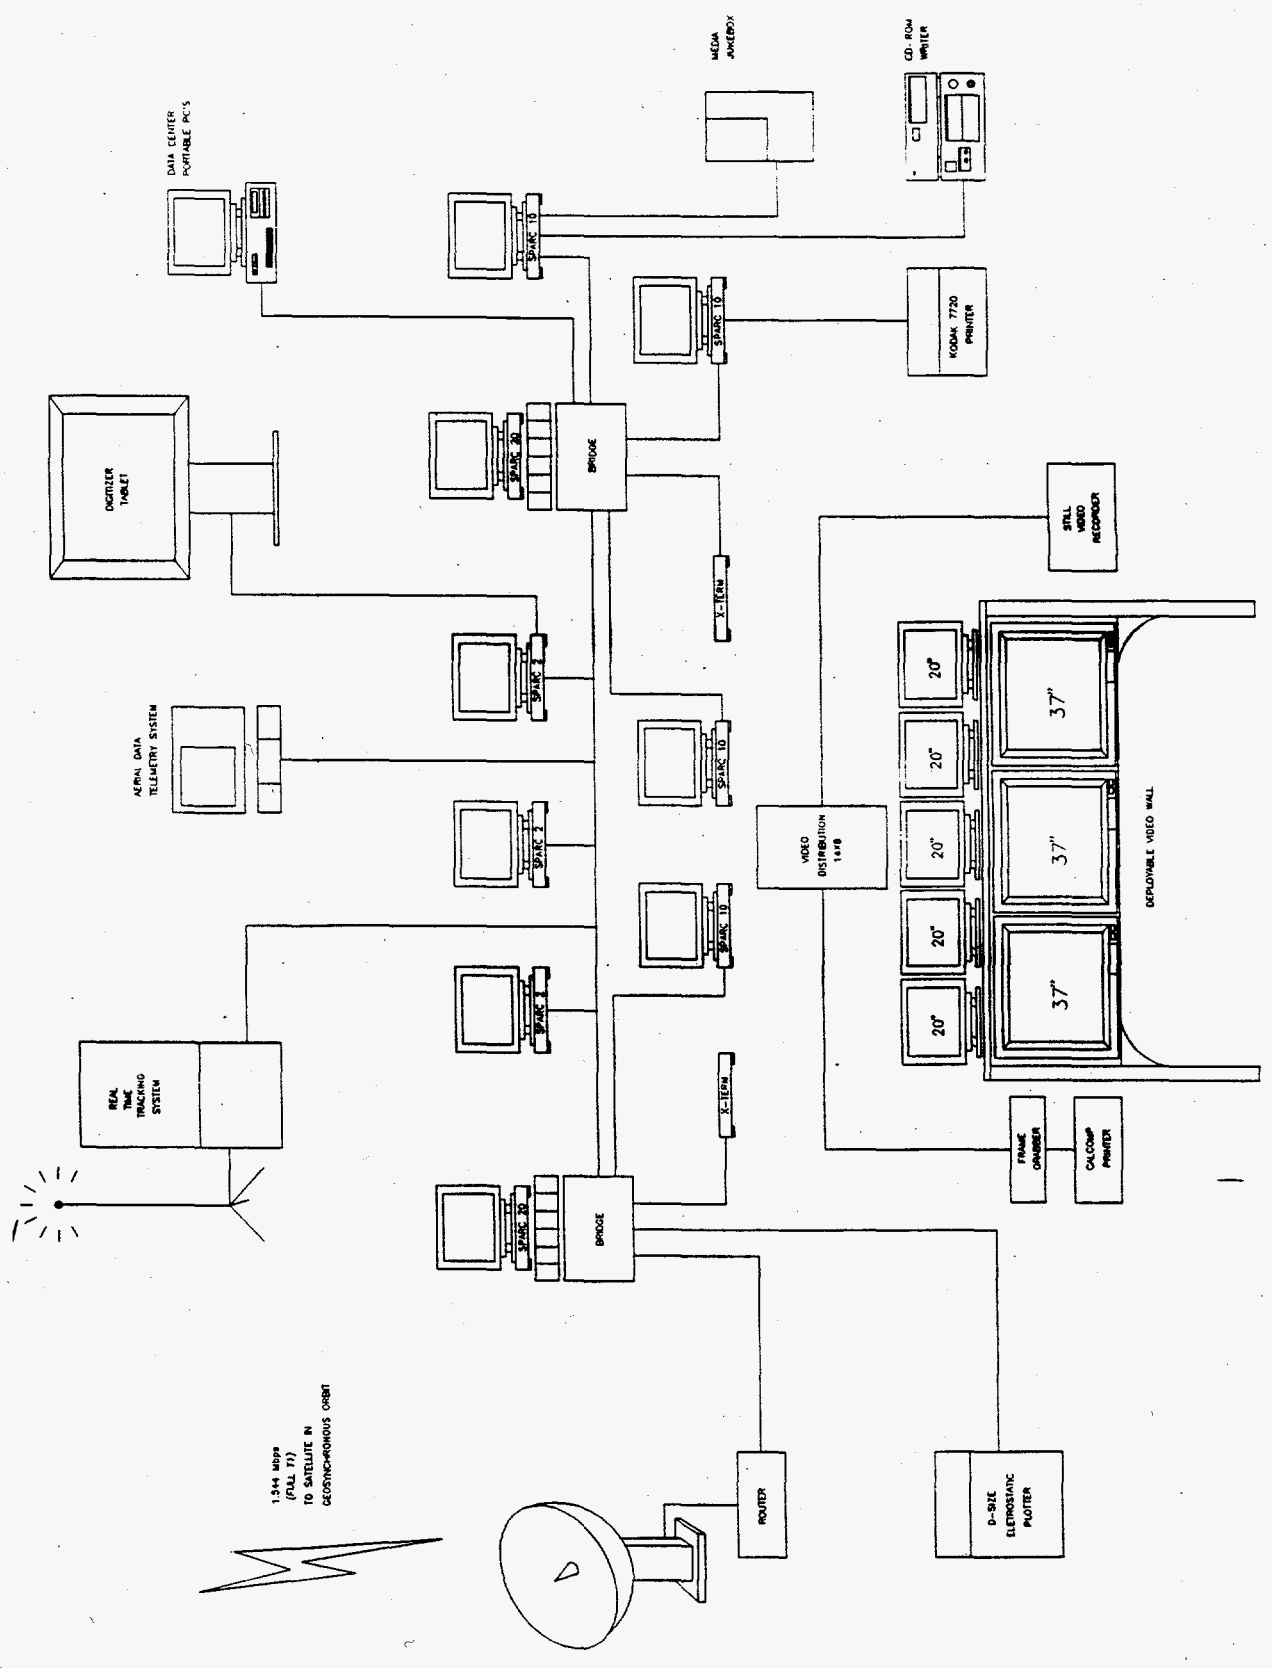 REAL
TIME
TRACKING
SYSTEM
DIGITIZER
TABLET
AERIAL DATA
TELEMETRY SYSTEM
DATA CENTER
PORTABLE PC'S
1.544 Mbps
(FULL T1)
TO SATELLITE IN
GEOSYNCHRONOUS ORBIT
SPARC 20
SPARC 2
SPARC 2
SPARC 2
SPARC 20
SPARC 10
BRIDGE
BRIDGE
X-TERM
SPARC 10
SPARC 10
X-TERM
SPARC 10
MEDIA
JUKEBOX
ROUTER
VIDEO
DISTRIBUTION
14X8
CD-ROM
WRITER
KODAK 7720
PRINTER
20"
20"
20"
20"
20"
D-SIZE
ELETROSTATIC
PLOTTER
FRAME
GRABBER
CALCOMP
PRINTER
37"
37"
37"
STILL
VIDEO
RECORDER
DEPLOYABLE VIDEO WALL